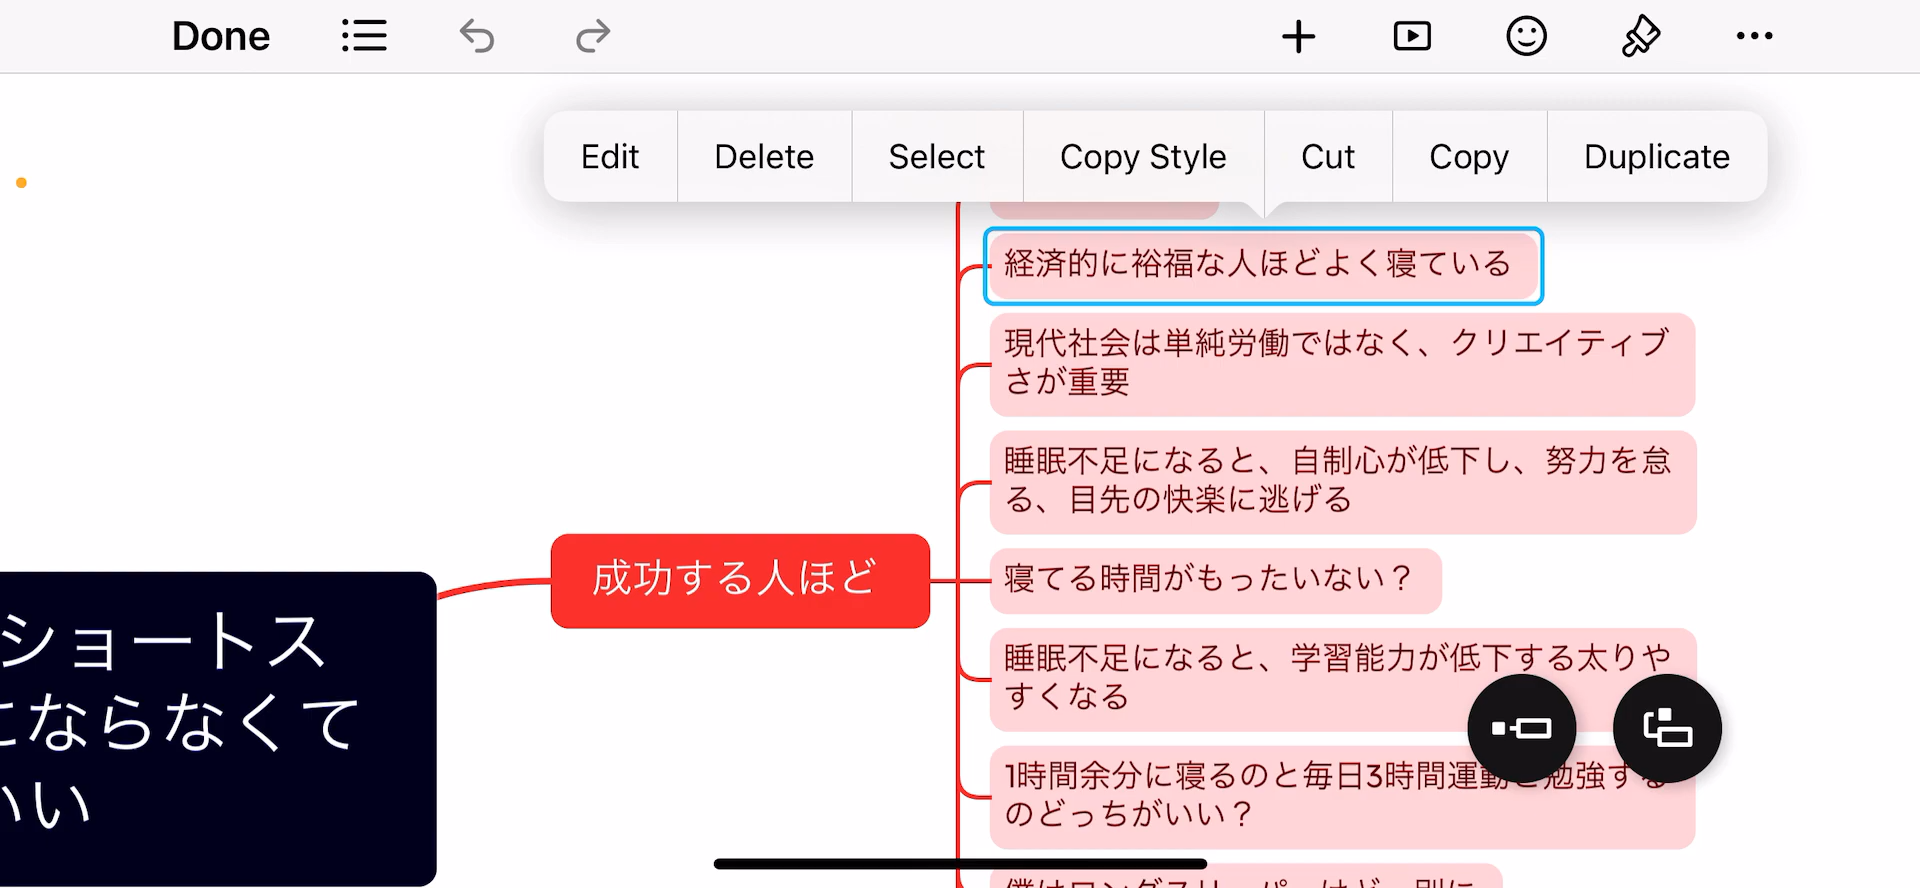 Done
Edit Delete Select Copy Style Cut Copy Duplicate
経済的に裕福な人ほどよく寝ている
現代社会は単純労働ではなく、クリエイティブ
さが重要
睡眠不足になると、自制心が低下し、努力を怠
る、目先の快楽に逃げる
成功する人ほど
寝てる時間がもったいない？
ショートス
にならなくて
いい
睡眠不足になると、学習能力が低下する太りや
すくなる
1時間余分に寝るのと毎日3時間運動と勉強する
のどっちがいい？